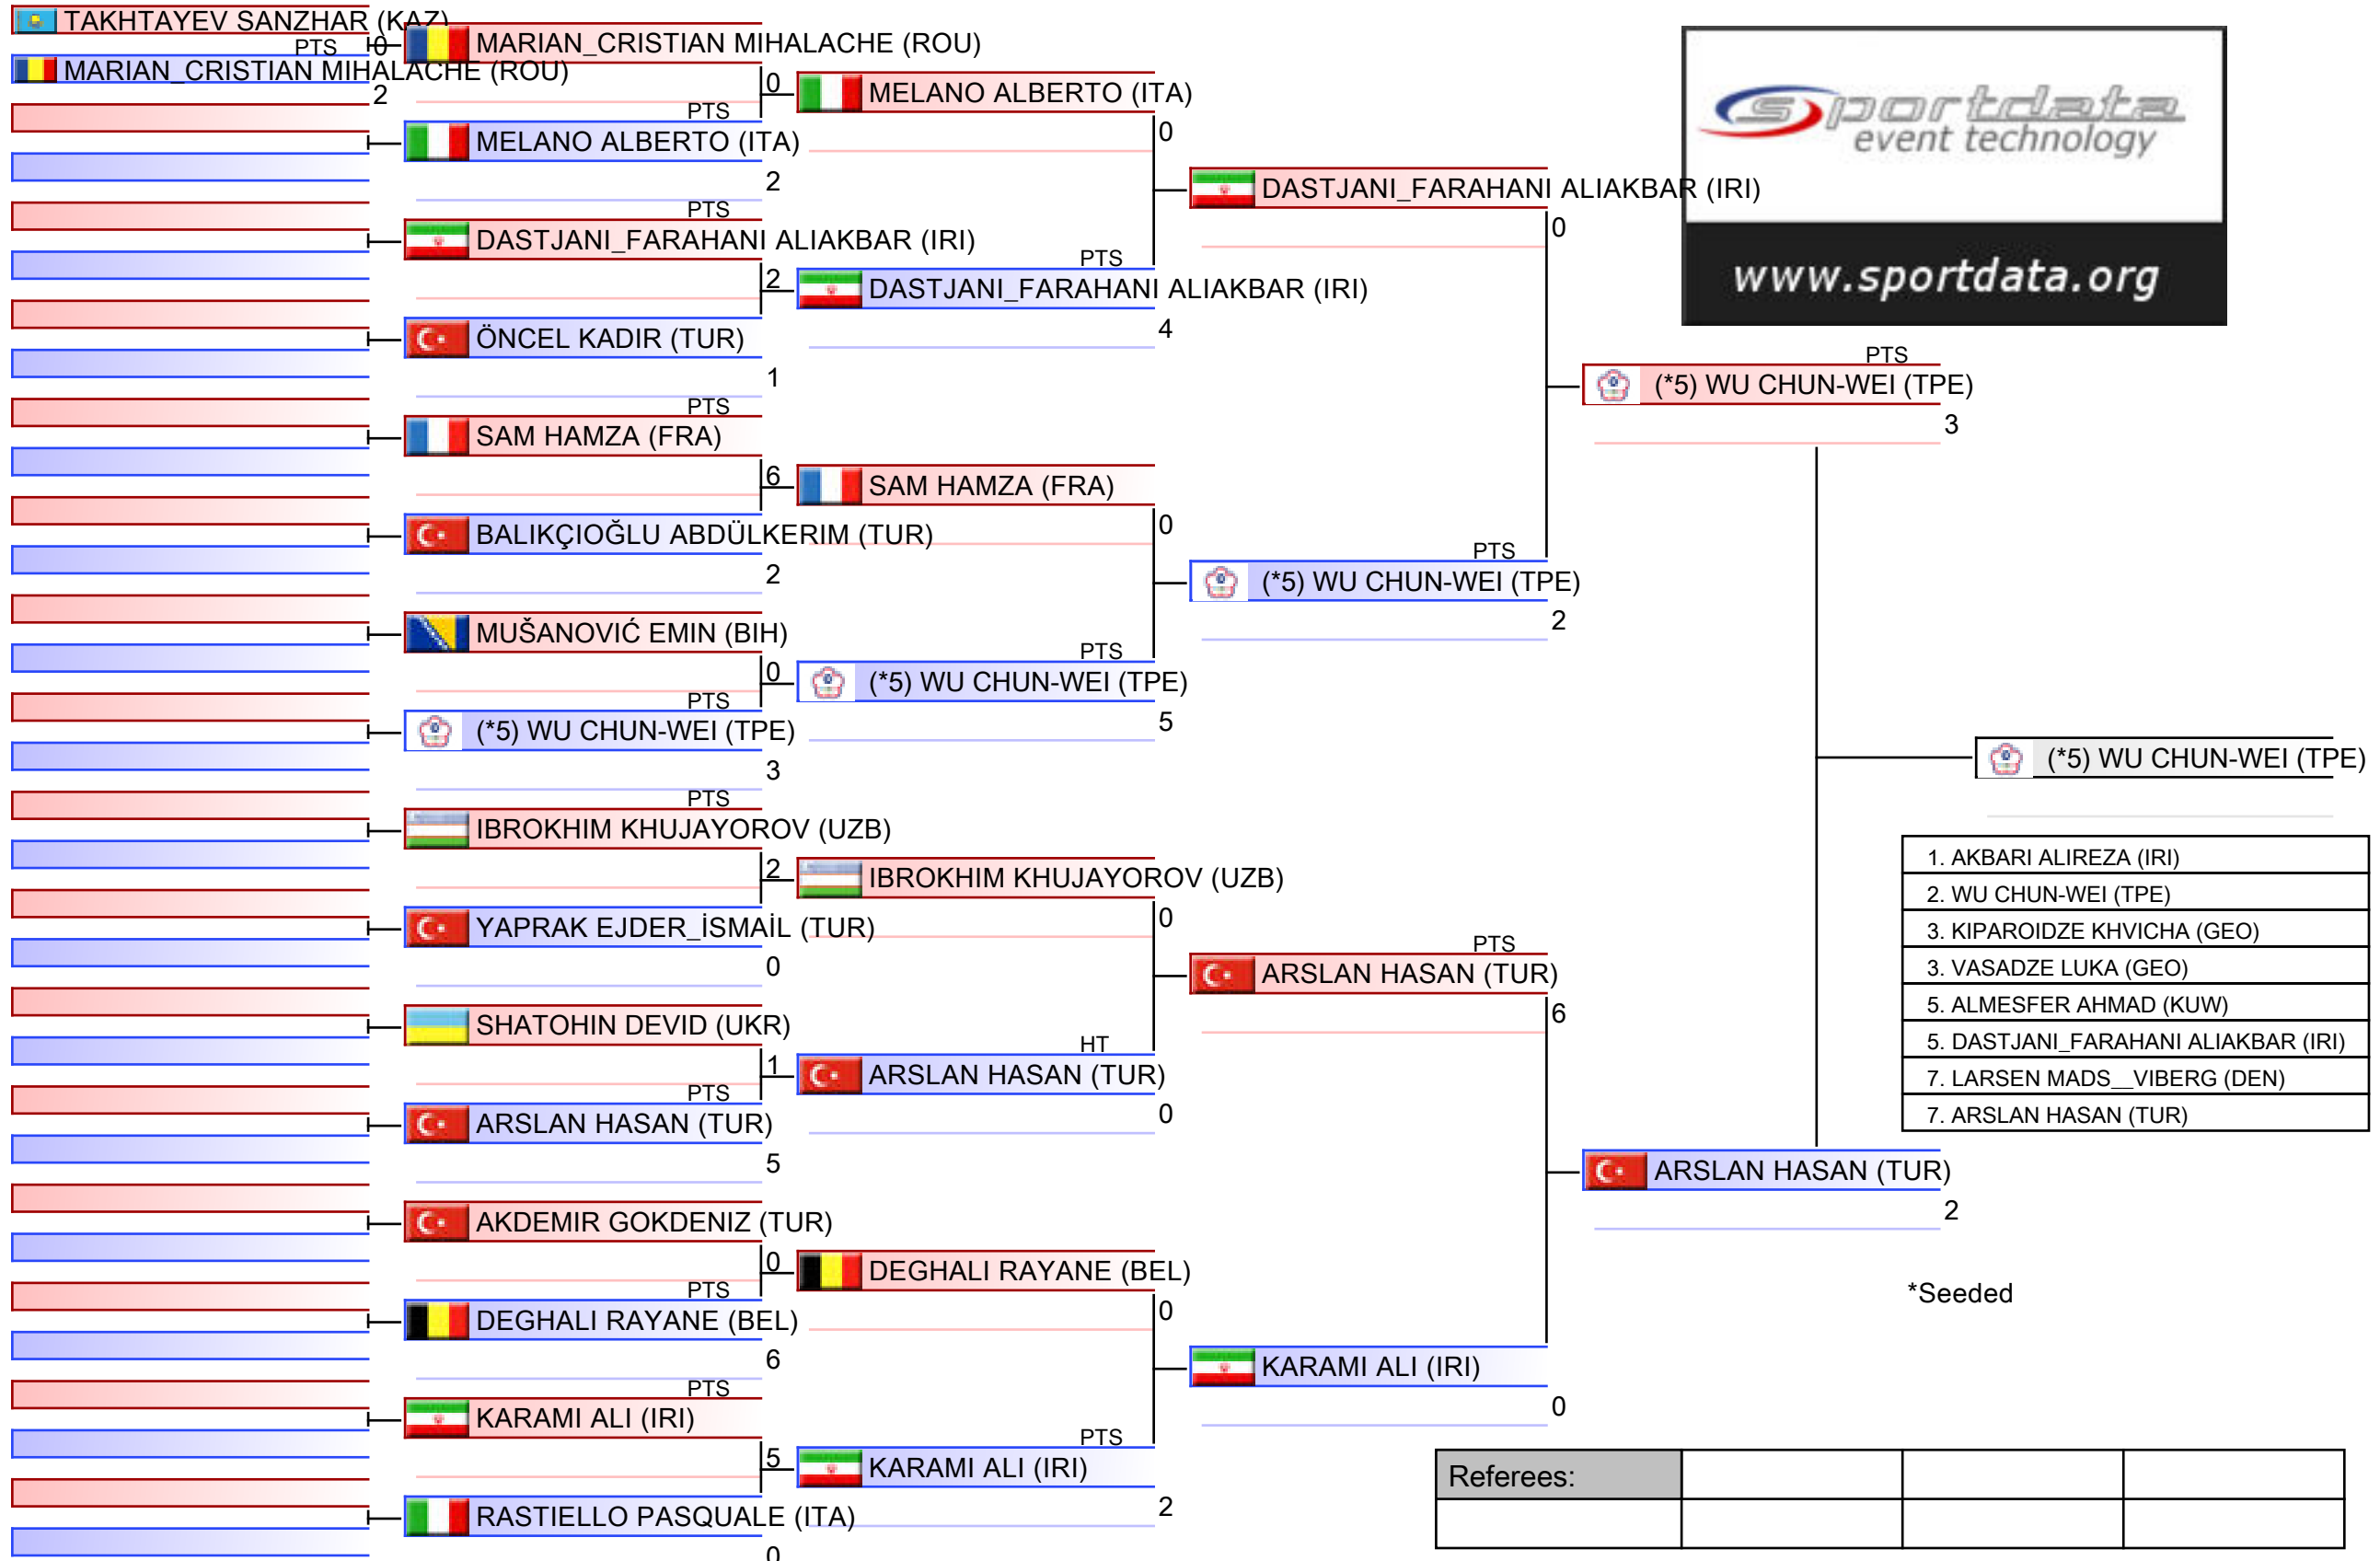 TAKHTAYEV SANZHAR (KAZ)
PTS 0
MARIAN_CRISTIAN MIHALACHE (ROU)
2
MARIAN_CRISTIAN MIHALACHE (ROU)
0
PTS
MELANO ALBERTO (ITA)
2
PTS
DASTJANI_FARAHANI ALIAKBAR (IRI)
2
ÖNCEL KADIR (TUR)
1
PTS
SAM HAMZA (FRA)
6
BALIKÇIOĞLU ABDÜLKERIM (TUR)
2
MUŠANOVIĆ EMIN (BIH)
0
PTS
(*5) WU CHUN-WEI (TPE)
3
PTS
IBROKHIM KHUJAYOROV (UZB)
2
YAPRAK EJDER_İSMAİL (TUR)
0
SHATOHIN DEVID (UKR)
1
PTS
ARSLAN HASAN (TUR)
5
AKDEMIR GOKDENIZ (TUR)
0
PTS
DEGHALI RAYANE (BEL)
6
PTS
KARAMI ALI (IRI)
5
RASTIELLO PASQUALE (ITA)
0
MELANO ALBERTO (ITA)
0
PTS
DASTJANI_FARAHANI ALIAKBAR (IRI)
4
SAM HAMZA (FRA)
0
PTS
(*5) WU CHUN-WEI (TPE)
5
IBROKHIM KHUJAYOROV (UZB)
0
HT
ARSLAN HASAN (TUR)
0
DEGHALI RAYANE (BEL)
0
PTS
KARAMI ALI (IRI)
2
DASTJANI_FARAHANI ALIAKBAR (IRI)
0
PTS
(*5) WU CHUN-WEI (TPE)
2
PTS
ARSLAN HASAN (TUR)
6
KARAMI ALI (IRI)
0
PTS
(*5) WU CHUN-WEI (TPE)
3
ARSLAN HASAN (TUR)
2
(*5) WU CHUN-WEI (TPE)
sportdata
event technology
www.sportdata.org
1. AKBARI ALIREZA (IRI)
2. WU CHUN-WEI (TPE)
3. KIPAROIDZE KHVICHA (GEO)
3. VASADZE LUKA (GEO)
5. ALMESFER AHMAD (KUW)
5. DASTJANI_FARAHANI ALIAKBAR (IRI)
7. LARSEN MADS__VIBERG (DEN)
7. ARSLAN HASAN (TUR)
*Seeded
Referees: